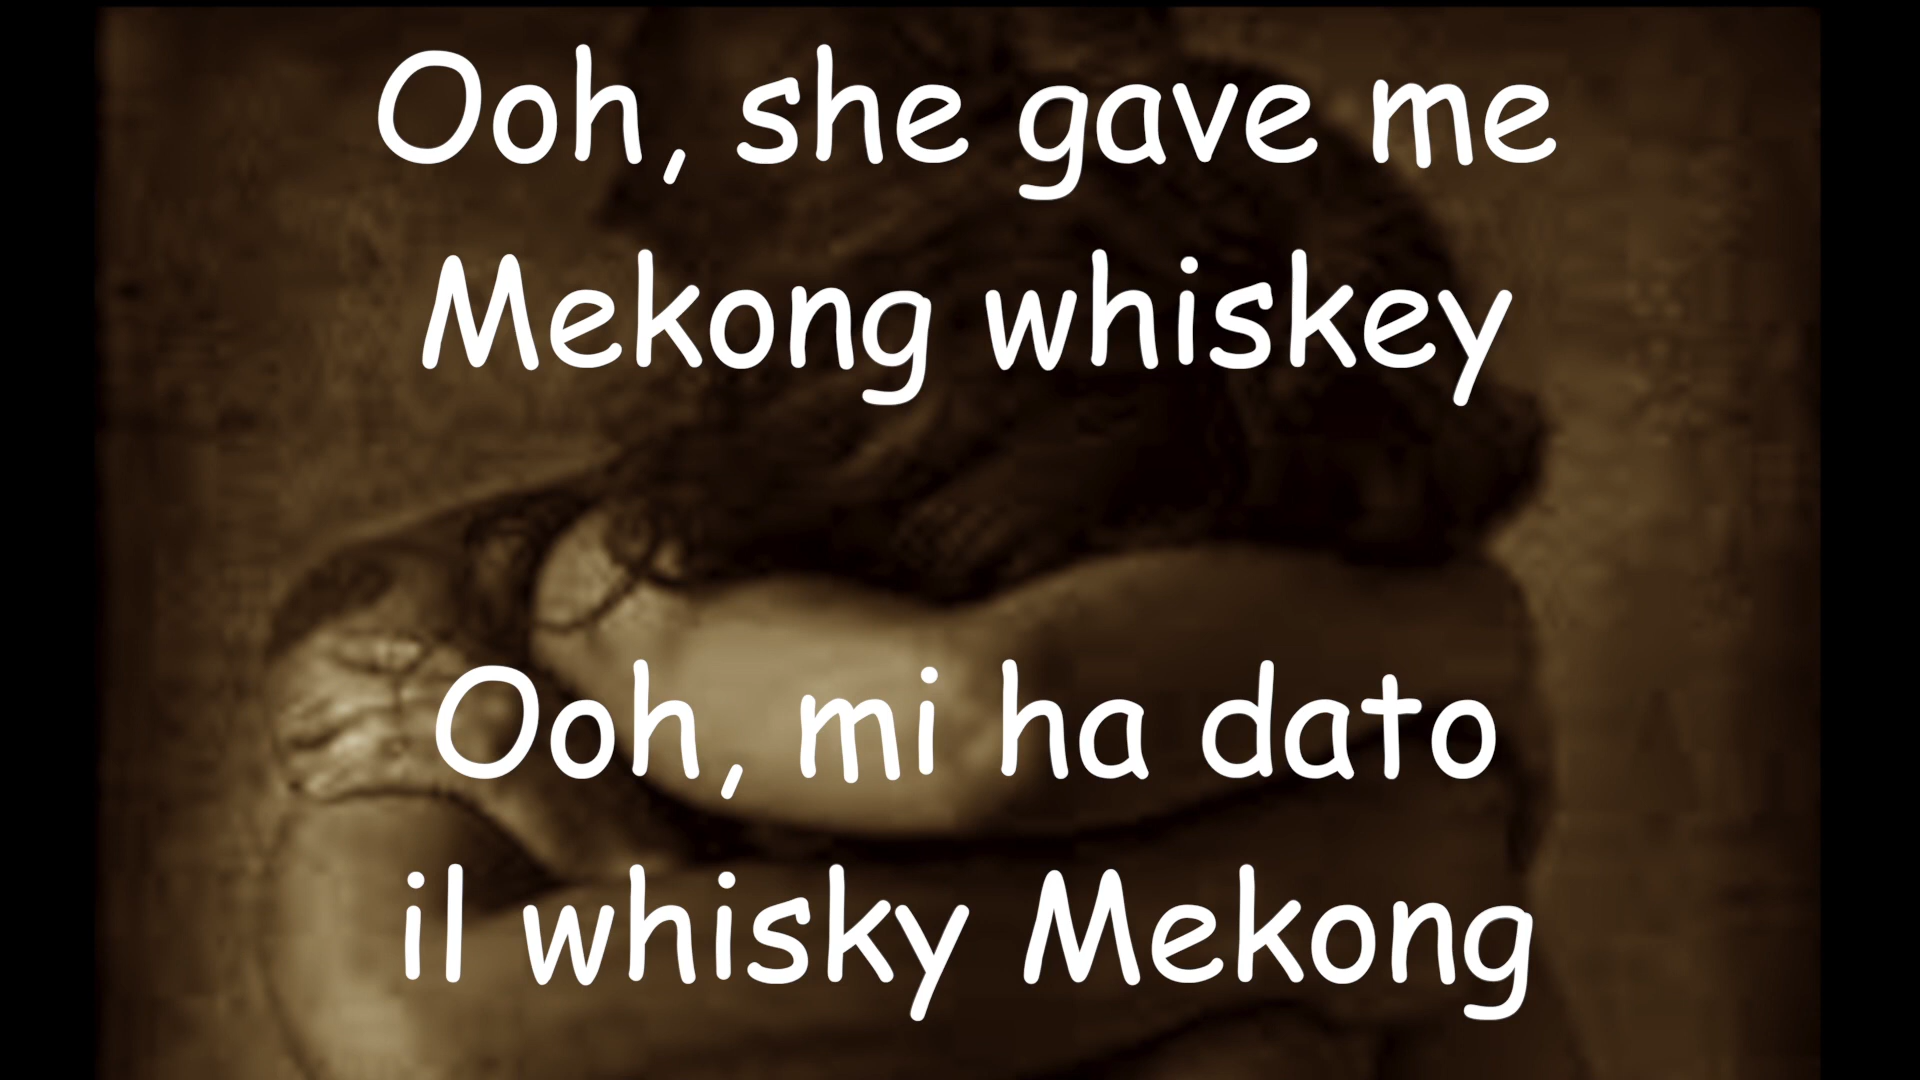 Ooh, she gave me
Mekong whiskey
Ooh, mi ha dato
il whisky Mekong